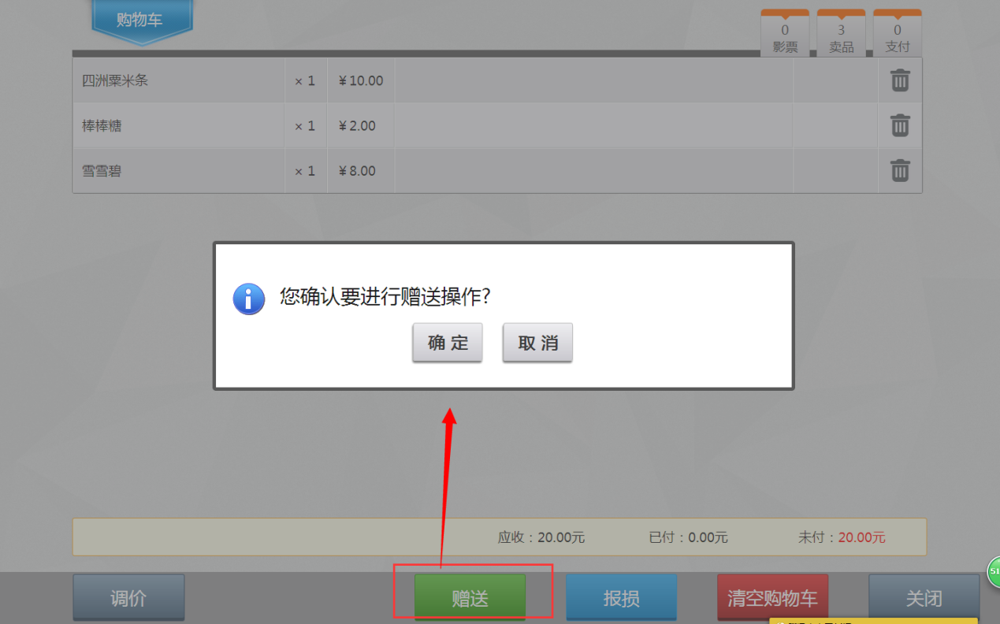 购物车
0 3 0
影票 卖品 支付
四洲粟米条 × 1 ¥10.00
棒棒糖 × 1 ¥2.00
雪雪碧 × 1 ¥8.00
您确认要进行赠送操作?
确 定 取 消
应收：20.00元 已付：0.00元 未付：20.00元
51
调价 赠送 报损 清空购物车 关闭